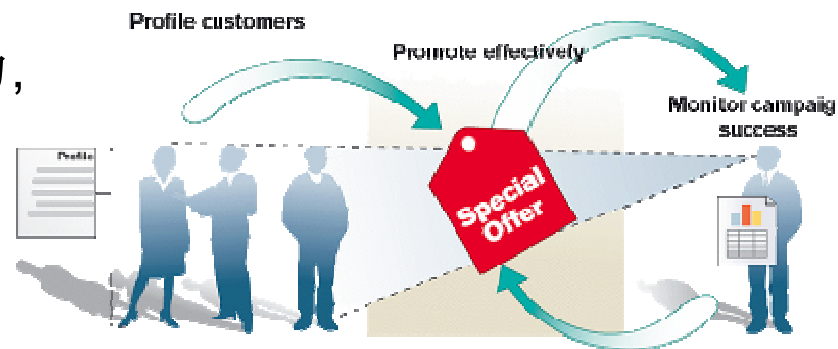 Profile customers
Promote effectively
Monitor campaig
success
Profile
Special
Offer